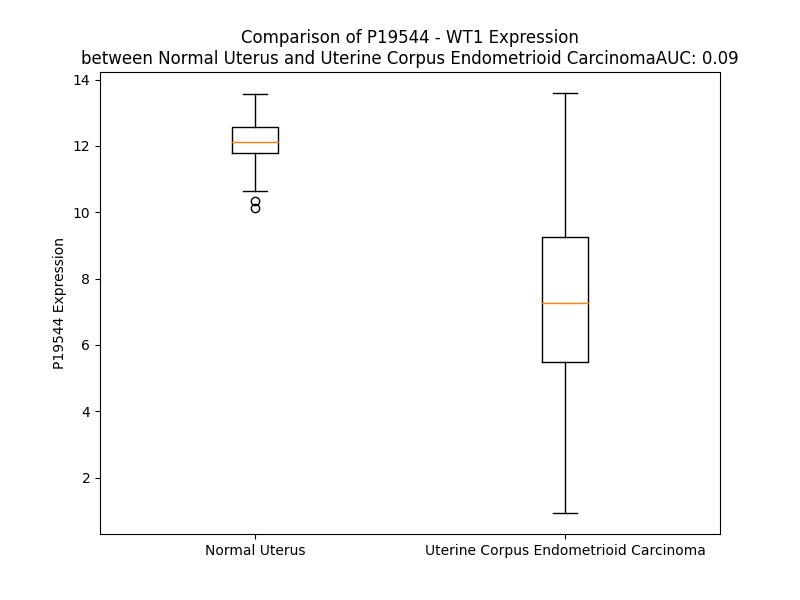 Comparison of P19544 - WT1 Expression
between Normal Uterus and Uterine Corpus Endometrioid CarcinomaAUC: 0.09
14
12
10
8
6
4
2
P19544 Expression
Normal Uterus
Uterine Corpus Endometrioid Carcinoma